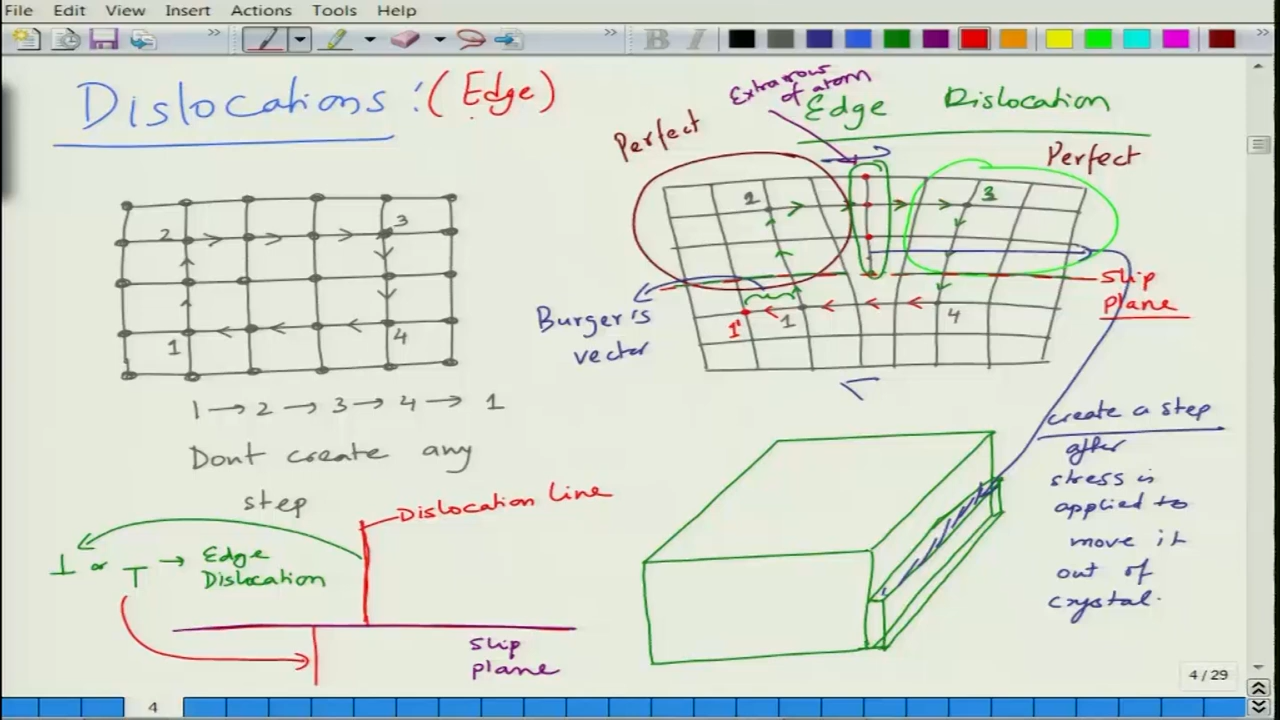 File Edit View Insert Actions Tools Help
B I
Dislocations : (Edge)
2
3
1
4
1 → 2 → 3 → 4 → 1
Dont create any
step
Dislocation line
⊥ or T → Edge
Dislocation
Slip
plane
Extra rows
of atom
Edge Dislocation
Perfect
Perfect
2
3
1'
1
4
Slip
plane
Burger's
vector
create a step
after
stress is
applied to
move it
out of
crystal.
4 / 29
4